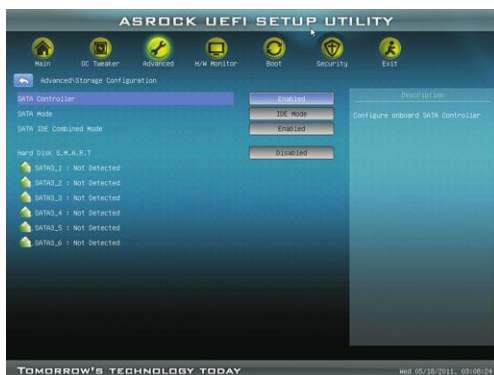 ASROCK UEFI SETUP UTILITY
Main OC Tweaker Advanced H/W Monitor Boot Security Exit
Advanced\Storage Configuration
Description
SATA Controller Enabled
SATA Mode IDE Mode
Configure onboard SATA Controller
SATA IDE Combined Mode Enabled
Hard Disk S.M.A.R.T Disabled
SATA3_1 : Not Detected
SATA3_2 : Not Detected
SATA3_3 : Not Detected
SATA3_4 : Not Detected
SATA3_5 : Not Detected
SATA3_6 : Not Detected
TOMORROW'S TECHNOLOGY TODAY
Wed 05/18/2011, 03:08:24